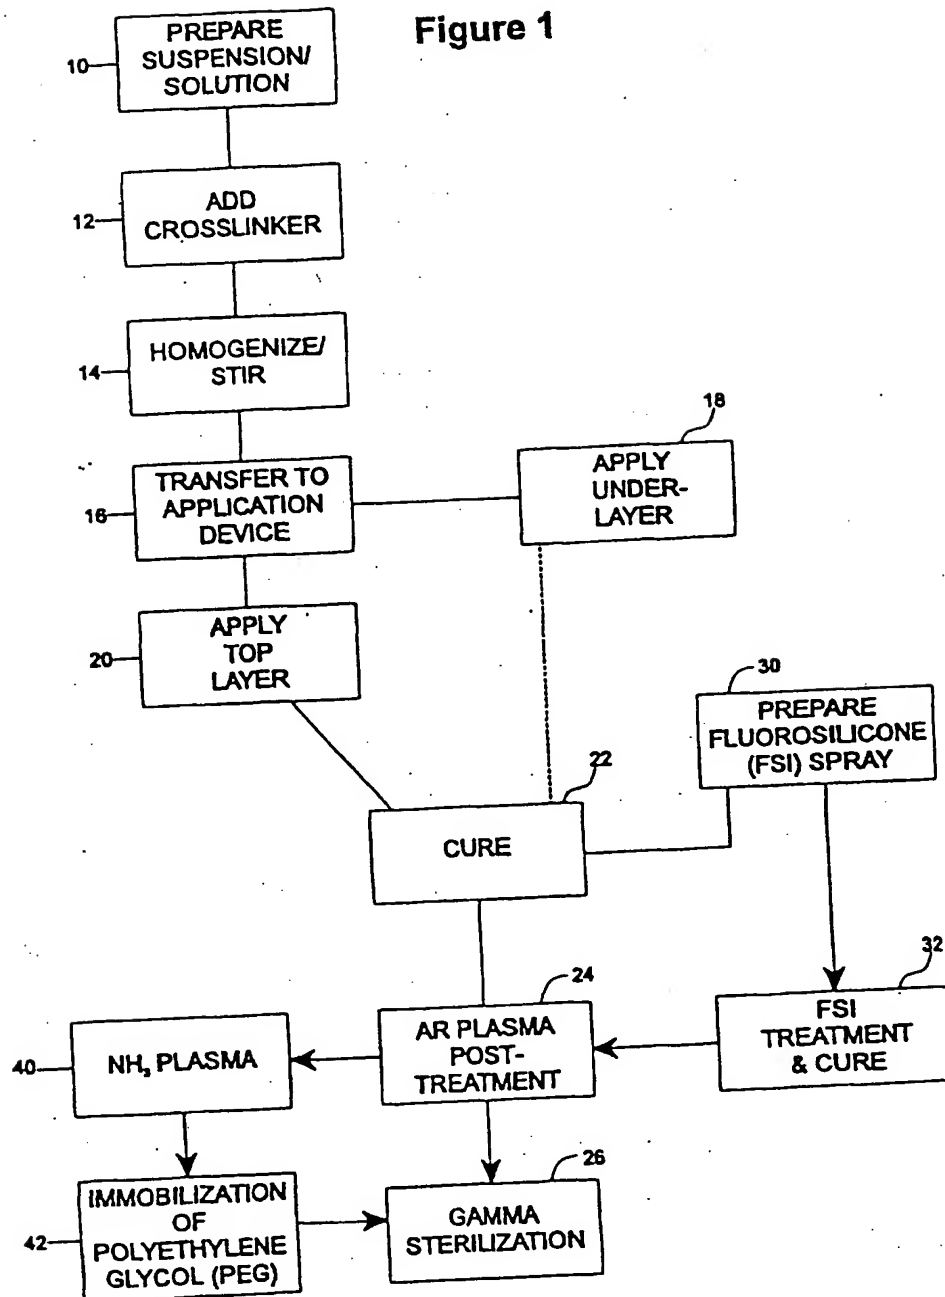 Figure 1
PREPARE
SUSPENSION/
SOLUTION
10
ADD
CROSSLINKER
12
HOMOGENIZE/
STIR
14
TRANSFER TO
APPLICATION
DEVICE
16
18
APPLY
UNDER-
LAYER
APPLY
TOP
LAYER
20
30
PREPARE
FLUOROSILICONE
(FSI) SPRAY
22
CURE
32
FSI
TREATMENT
& CURE
24
AR PLASMA
POST-
TREATMENT
NH₃ PLASMA
40
26
GAMMA
STERILIZATION
IMMOBILIZATION
OF
POLYETHYLENE
GLYCOL (PEG)
42